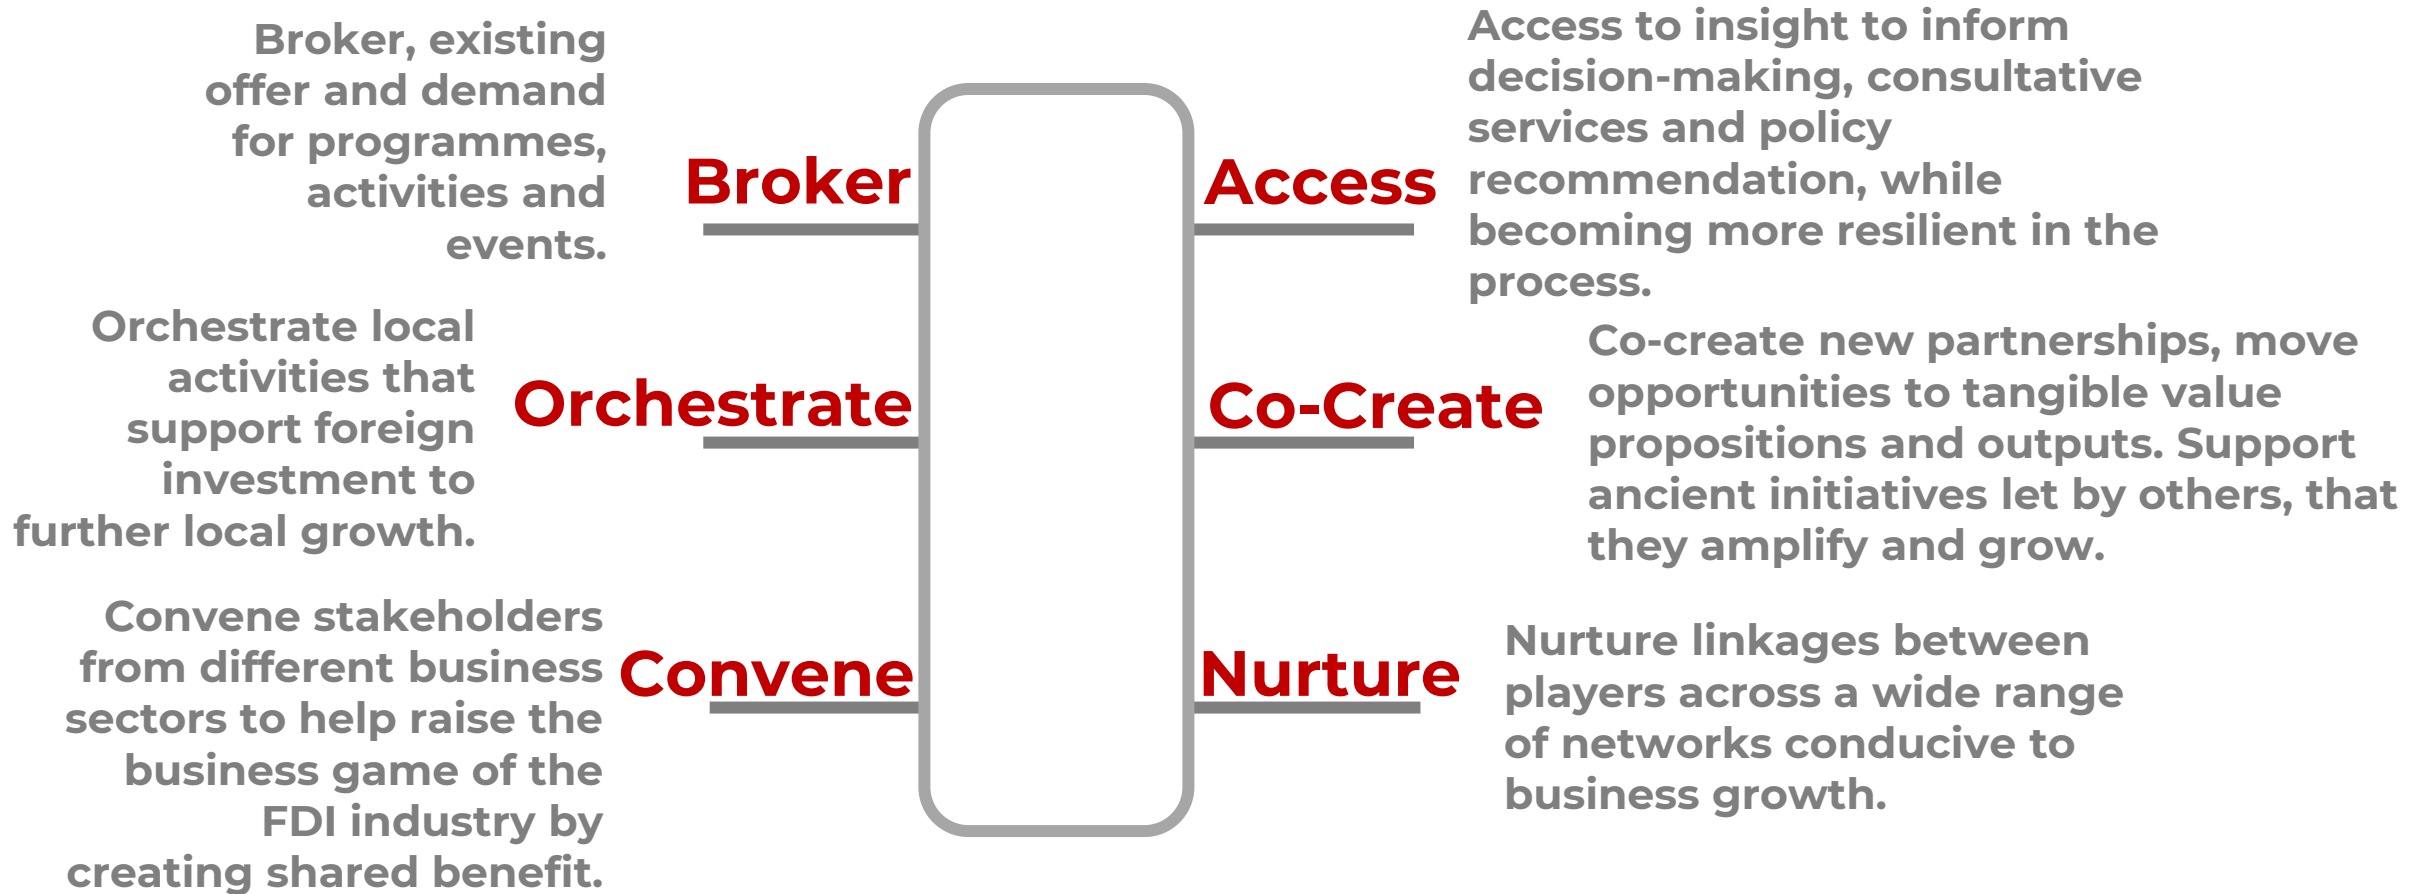 Broker, existing
offer and demand
for programmes,
activities and
events.
Broker
Orchestrate local
activities that
support foreign
investment to
further local growth.
Orchestrate
Convene stakeholders
from different business
sectors to help raise the
business game of the
FDI industry by
creating shared benefit.
Convene
Access
Access to insight to inform
decision-making, consultative
services and policy
recommendation, while
becoming more resilient in the
process.
Co-Create
Co-create new partnerships, move
opportunities to tangible value
propositions and outputs. Support
ancient initiatives let by others, that
they amplify and grow.
Nurture
Nurture linkages between
players across a wide range
of networks conducive to
business growth.